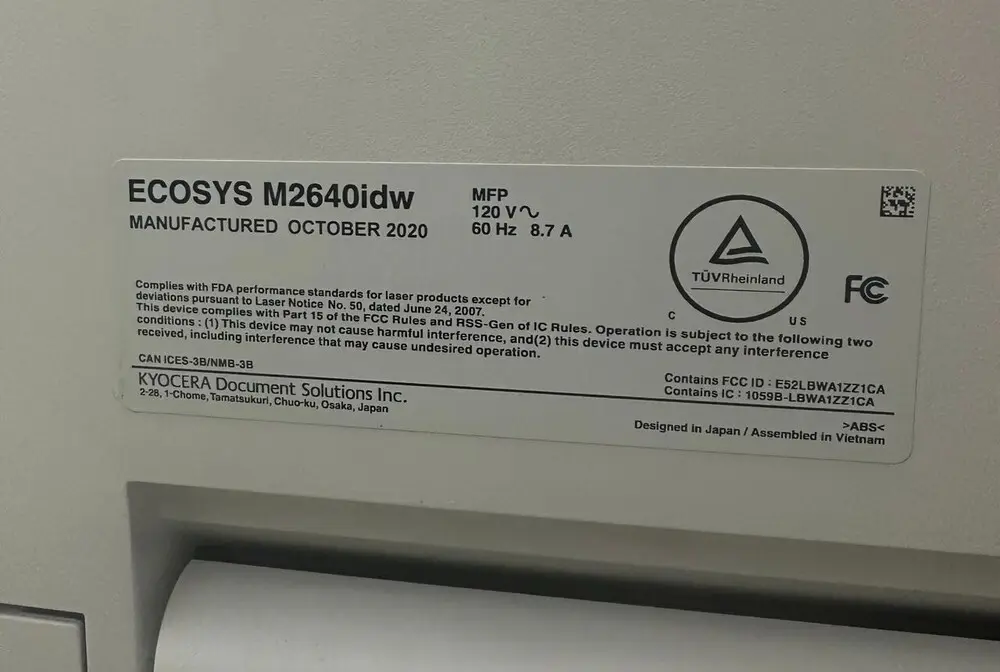 ECOSYS M2640idw
MANUFACTURED OCTOBER 2020
MFP
120 V~
60 Hz 8.7 A
TÜVRheinland
C US
FC
Complies with FDA performance standards for laser products except for
deviations pursuant to Laser Notice No. 50, dated June 24, 2007.
This device complies with Part 15 of the FCC Rules and RSS-Gen of IC Rules. Operation is subject to the following two
conditions : (1) This device may not cause harmful interference, and(2) this device must accept any interference
received, including interference that may cause undesired operation.
CAN ICES-3B/NMB-3B
Contains FCC ID : E52LBWA1ZZ1CA
Contains IC : 1059B-LBWA1ZZ1CA
KYOCERA Document Solutions Inc.
2-28, 1-Chome, Tamatsukuri, Chuo-ku, Osaka, Japan
>ABS<
Designed in Japan / Assembled in Vietnam